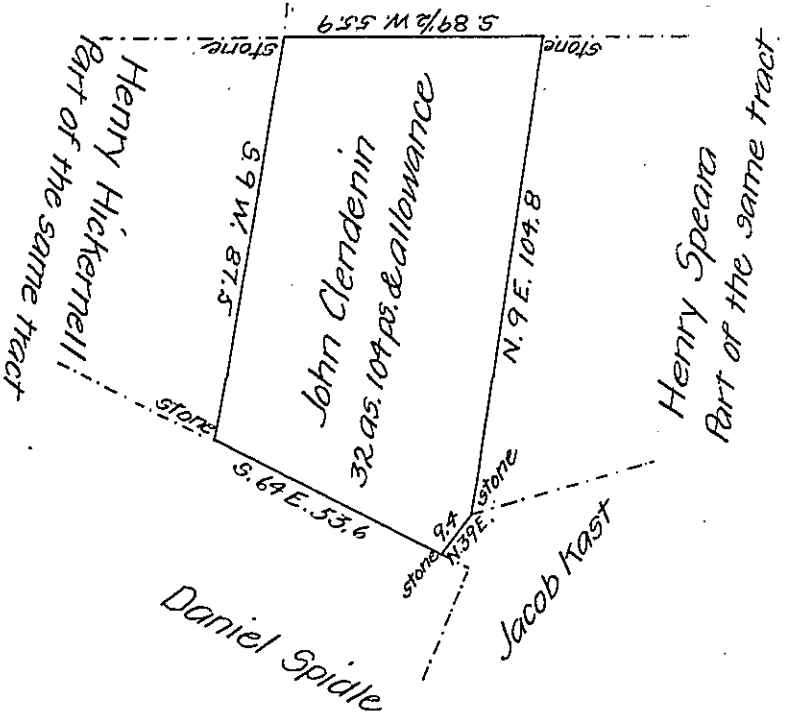 S. 89½ W. 55.9
stone
stone
Henry Hickernell
Part of the same tract
S. 9 W. 87.5
John Clendenin
32 as. 104 ps. & allowance
N. 9 E. 104.8
Henry Speara
Part of the same tract
stone
S. 64 E. 53.6
stone
9.4
N. 39 E.
stone
Jacob Kast
Daniel Spidle